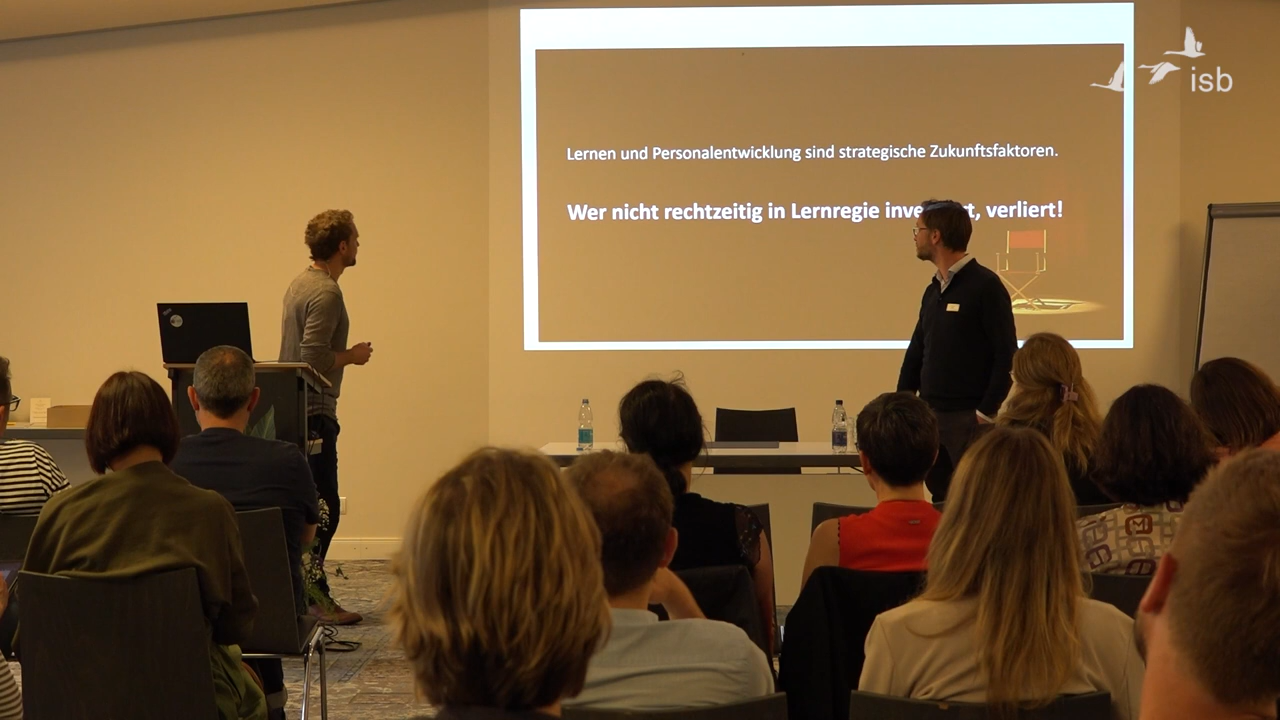 isb
Lernen und Personalentwicklung sind strategische Zukunftsfaktoren.
Wer nicht rechtzeitig in Lernregie verliert!